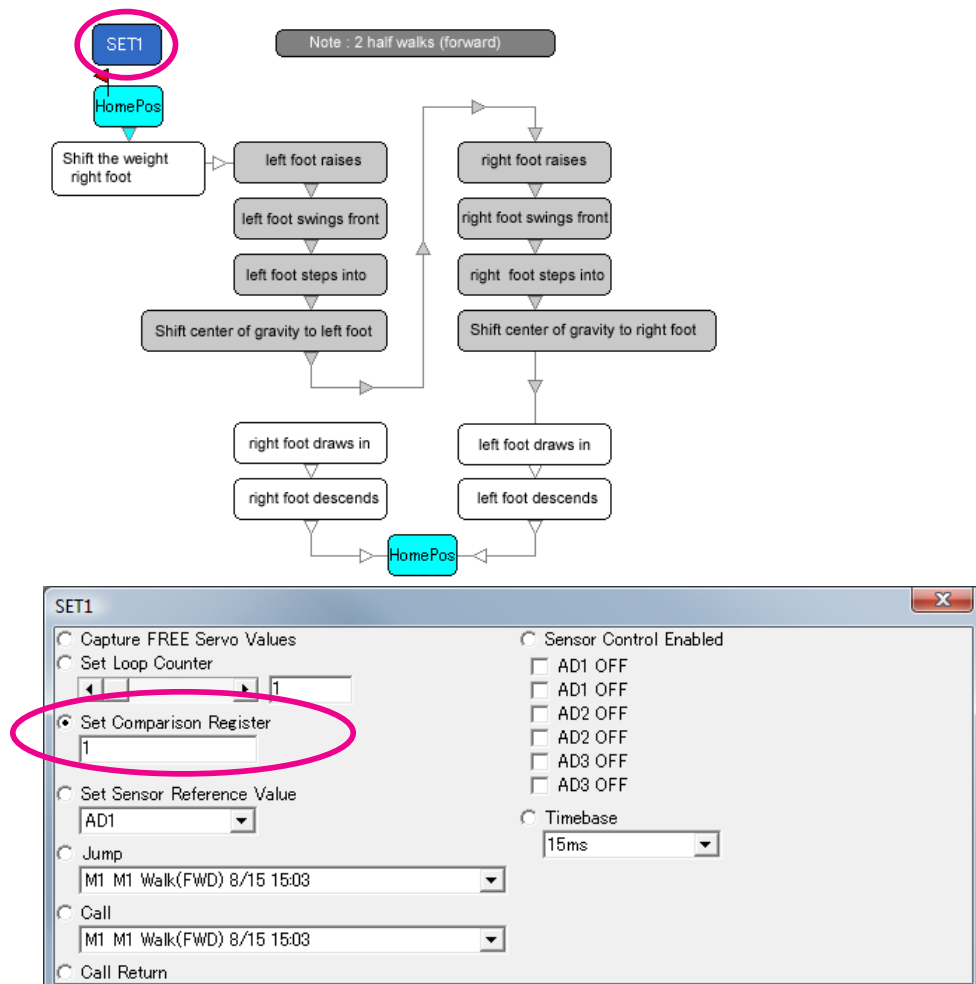 SET1
Note : 2 half walks (forward)
HomePos
Shift the weight
right foot
left foot raises
left foot swings front
left foot steps into
Shift center of gravity to left foot
right foot raises
right foot swings front
right foot steps into
Shift center of gravity to right foot
right foot draws in
right foot descends
left foot draws in
left foot descends
HomePos
SET1
Capture FREE Servo Values
Set Loop Counter
1
Set Comparison Register
1
Set Sensor Reference Value
AD1
Jump
M1 M1 Walk(FWD) 8/15 15:03
Call
M1 M1 Walk(FWD) 8/15 15:03
Call Return
Sensor Control Enabled
AD1 OFF
AD1 OFF
AD2 OFF
AD2 OFF
AD3 OFF
AD3 OFF
Timebase
15ms